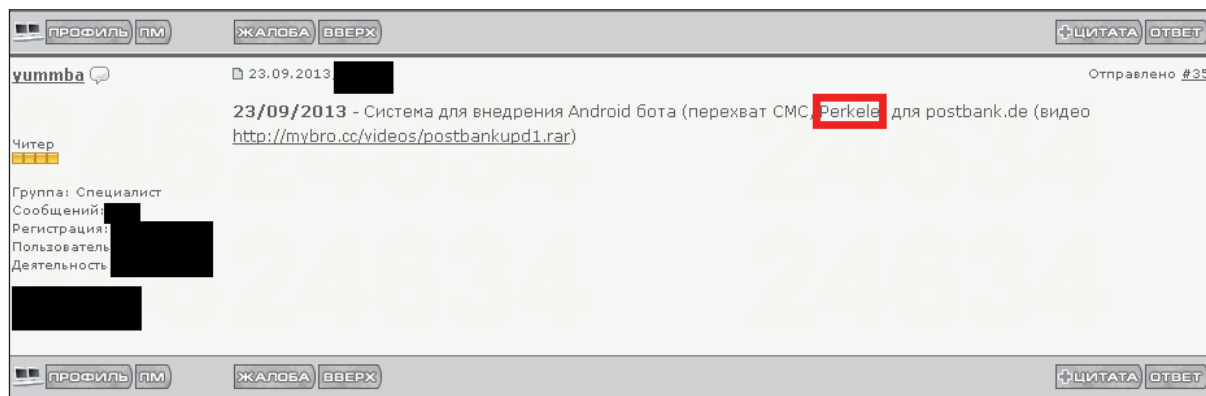 ПРОФИЛЬ ПМ ЖАЛОБА ВВЕРХ +ЦИТАТА ОТВЕТ
yummba 23.09.2013, Отправлено #35
23/09/2013 - Система для внедрения Android бота (перехват СМС, Perkele) для postbank.de (видео
http://mybro.cc/videos/postbankupd1.rar)
Читер
Группа: Специалист
Сообщений:
Регистрация:
Пользователь
Деятельность
ПРОФИЛЬ ПМ ЖАЛОБА ВВЕРХ +ЦИТАТА ОТВЕТ